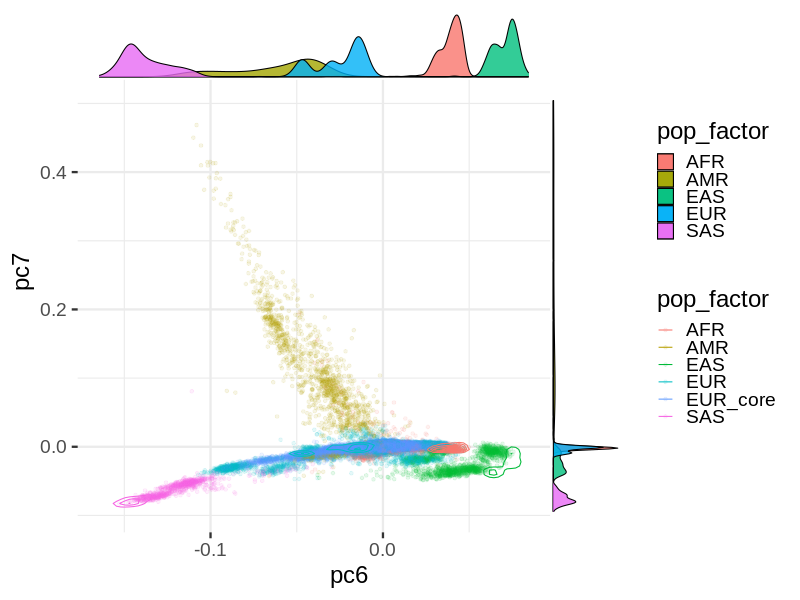 pop_factor
AFR
AMR
EAS
EUR
SAS
pop_factor
AFR
AMR
EAS
EUR
EUR_core
SAS
0.4
0.2
0.0
pc7
-0.1
0.0
pc6